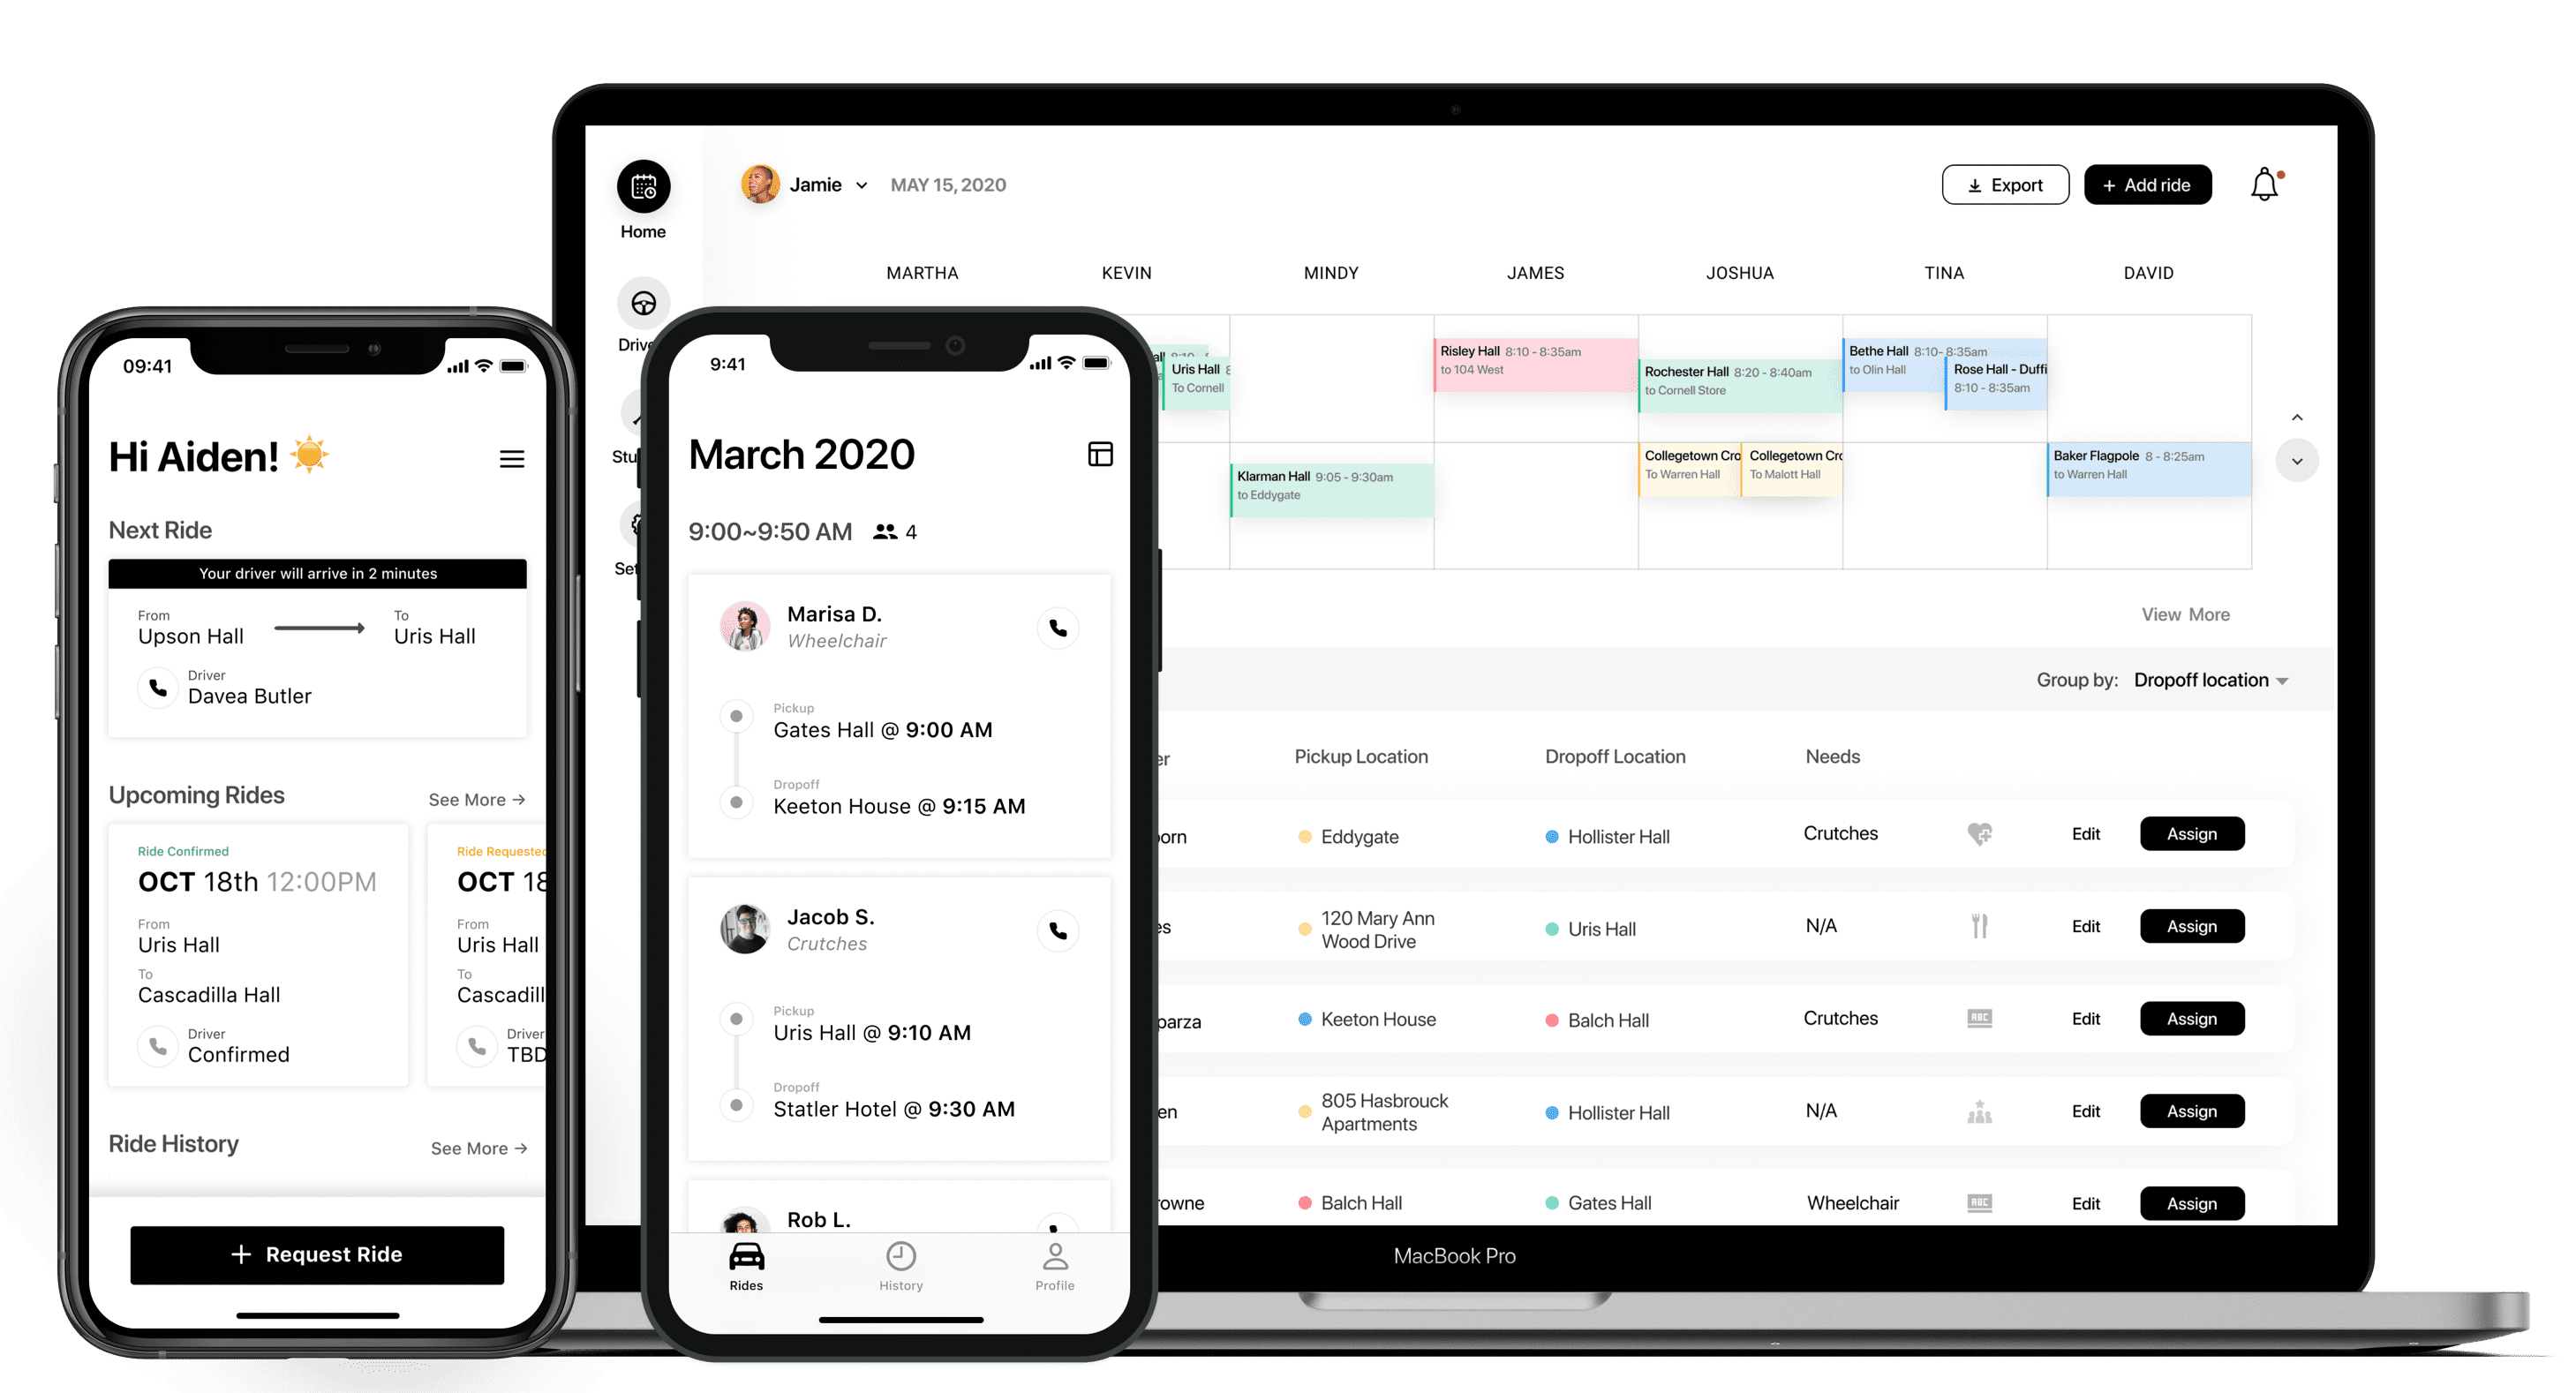 09:41
Hi Aiden!
Next Ride
Your driver will arrive in 2 minutes
From
To
Upson Hall
Uris Hall
Driver
Davea Butler
Upcoming Rides
See More →
Ride Confirmed
OCT 18th 12:00PM
From
Uris Hall
To
Cascadilla Hall
Driver
Confirmed
Ride Requested
OCT 18
From
Uris Hall
To
Cascadill
Driver
TBD
Ride History
See More →
+ Request Ride
9:41
March 2020
9:00~9:50 AM 4
Marisa D.
Wheelchair
Pickup
Gates Hall @ 9:00 AM
Dropoff
Keeton House @ 9:15 AM
Jacob S.
Crutches
Pickup
Uris Hall @ 9:10 AM
Dropoff
Statler Hotel @ 9:30 AM
Rob L.
Rides
History
Profile
Home
Drive
Stu
Set
Jamie
MAY 15, 2020
Export
+ Add ride
MARTHA
KEVIN
MINDY
JAMES
JOSHUA
TINA
DAVID
Uris Hall 8
To Cornell
Klarman Hall 9:05 - 9:30am
to Eddygate
Risley Hall 8:10 - 8:35am
to 104 West
Rochester Hall 8:20 - 8:40am
to Cornell Store
Collegetown Cro
To Warren Hall
Collegetown Cro
To Malott Hall
Bethe Hall 8:10- 8:35am
to Olin Hall
Rose Hall - Duffi
8:10 - 8:35am
Baker Flagpole 8 - 8:25am
to Warren Hall
View More
Group by: Dropoff location
er
Pickup Location
Dropoff Location
Needs
orn
Eddygate
Hollister Hall
Crutches
Edit
Assign
es
120 Mary Ann
Wood Drive
Uris Hall
N/A
Edit
Assign
parza
Keeton House
Balch Hall
Crutches
ABC
Edit
Assign
en
805 Hasbrouck
Apartments
Hollister Hall
N/A
Edit
Assign
rowne
Balch Hall
Gates Hall
Wheelchair
ABC
Edit
Assign
MacBook Pro